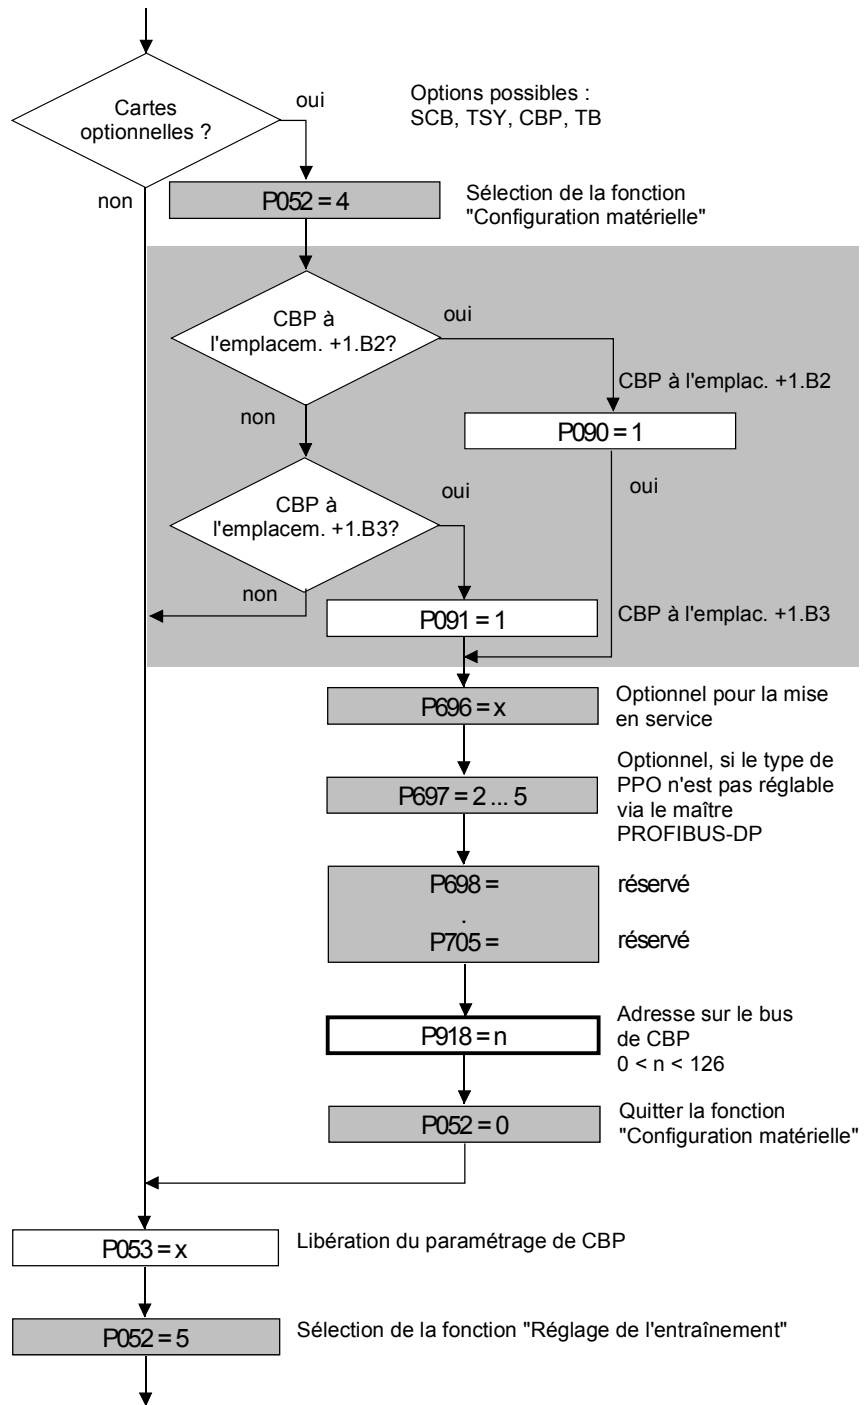 Cartes
optionnelles ?
oui
Options possibles :
SCB, TSY, CBP, TB
non
P052 = 4
Sélection de la fonction
"Configuration matérielle"
CBP à
l'emplacem. +1.B2?
oui
CBP à l'emplac. +1.B2
non
P090 = 1
CBP à
l'emplacem. +1.B3?
oui
oui
non
P091 = 1
CBP à l'emplac. +1.B3
P696 = x
Optionnel pour la mise
en service
P697 = 2 ... 5
Optionnel, si le type de
PPO n'est pas réglable
via le maître
PROFIBUS-DP
P698 =
réservé
.
P705 =
réservé
P918 = n
Adresse sur le bus
de CBP
0 < n < 126
P052 = 0
Quitter la fonction
"Configuration matérielle"
P053 = x
Libération du paramétrage de CBP
P052 = 5
Sélection de la fonction "Réglage de l'entraînement"